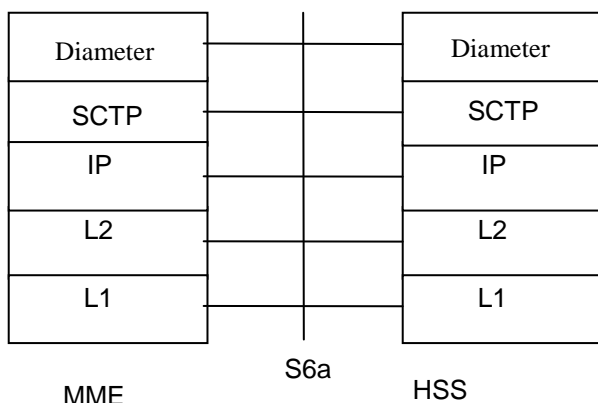 Diameter
Diameter
SCTP
SCTP
IP
IP
L2
L2
L1
L1
S6a
MME
HSS